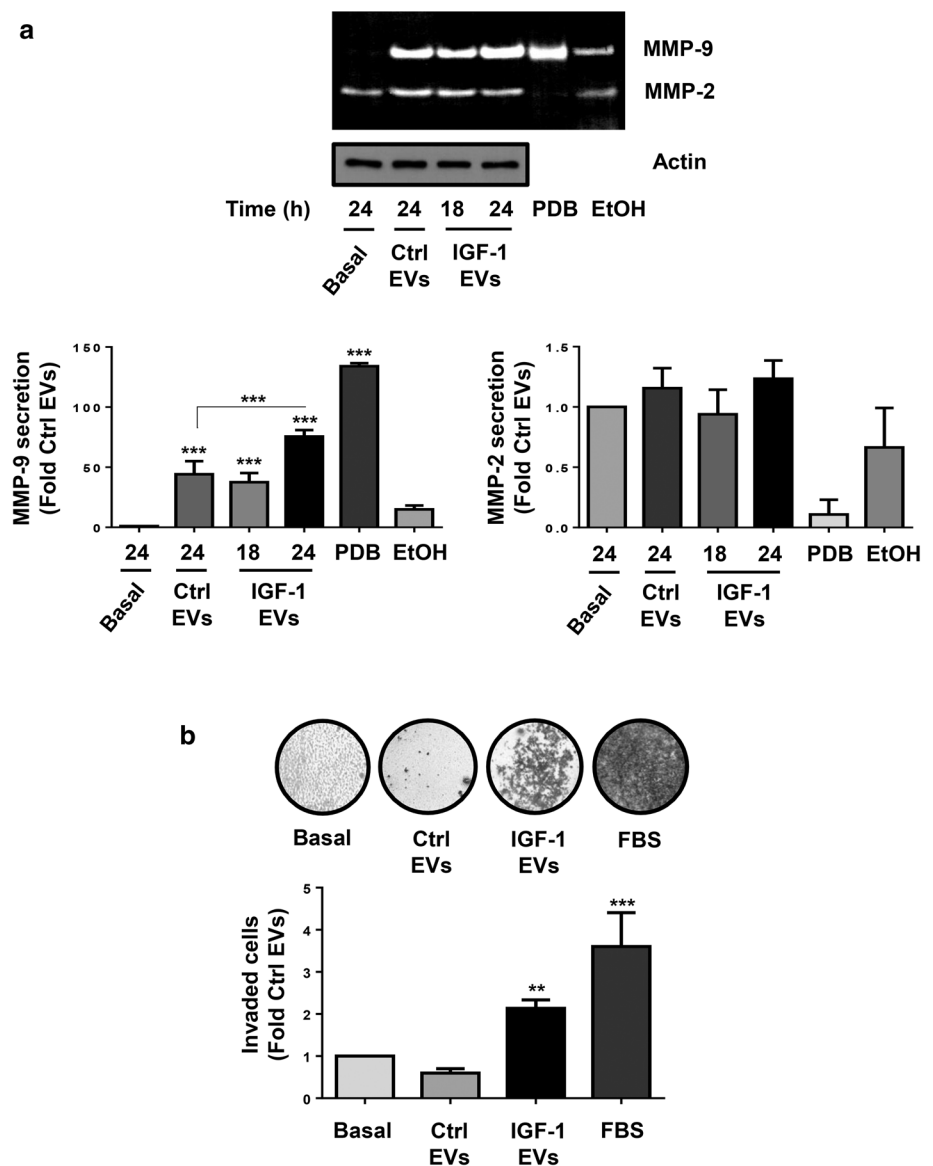 a
MMP-9
MMP-2
Actin
Time (h) 24 24 18 24 PDB EtOH
Basal
Ctrl
EVs
IGF-1
EVs
MMP-9 secretion
(Fold Ctrl EVs)
150
100
50
0
***
***
***
***
***
24 24 18 24 PDB EtOH
Basal
Ctrl
EVs
IGF-1
EVs
MMP-2 secretion
(Fold Ctrl EVs)
1.5
1.0
0.5
0.0
24 24 18 24 PDB EtOH
Basal
Ctrl
EVs
IGF-1
EVs
b
Basal
Ctrl
EVs
IGF-1
EVs
FBS
Invaded cells
(Fold Ctrl EVs)
5
4
3
2
1
0
**
***
Basal
Ctrl
EVs
IGF-1
EVs
FBS